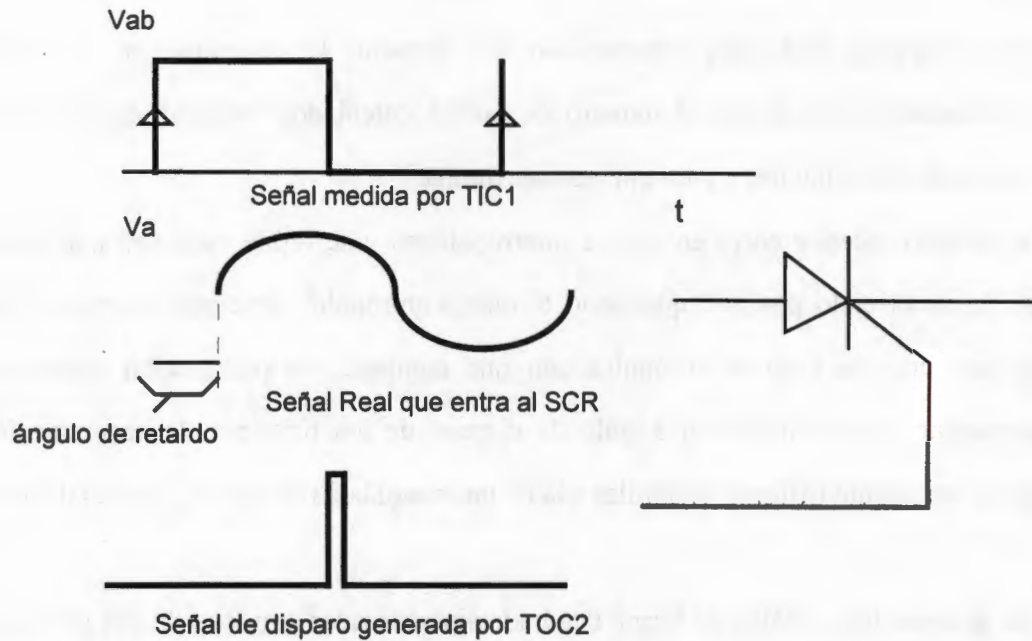 Vab
Señal medida por TIC1
t
Va
Señal Real que entra al SCR
ángulo de retardo
Señal de disparo generada por TOC2